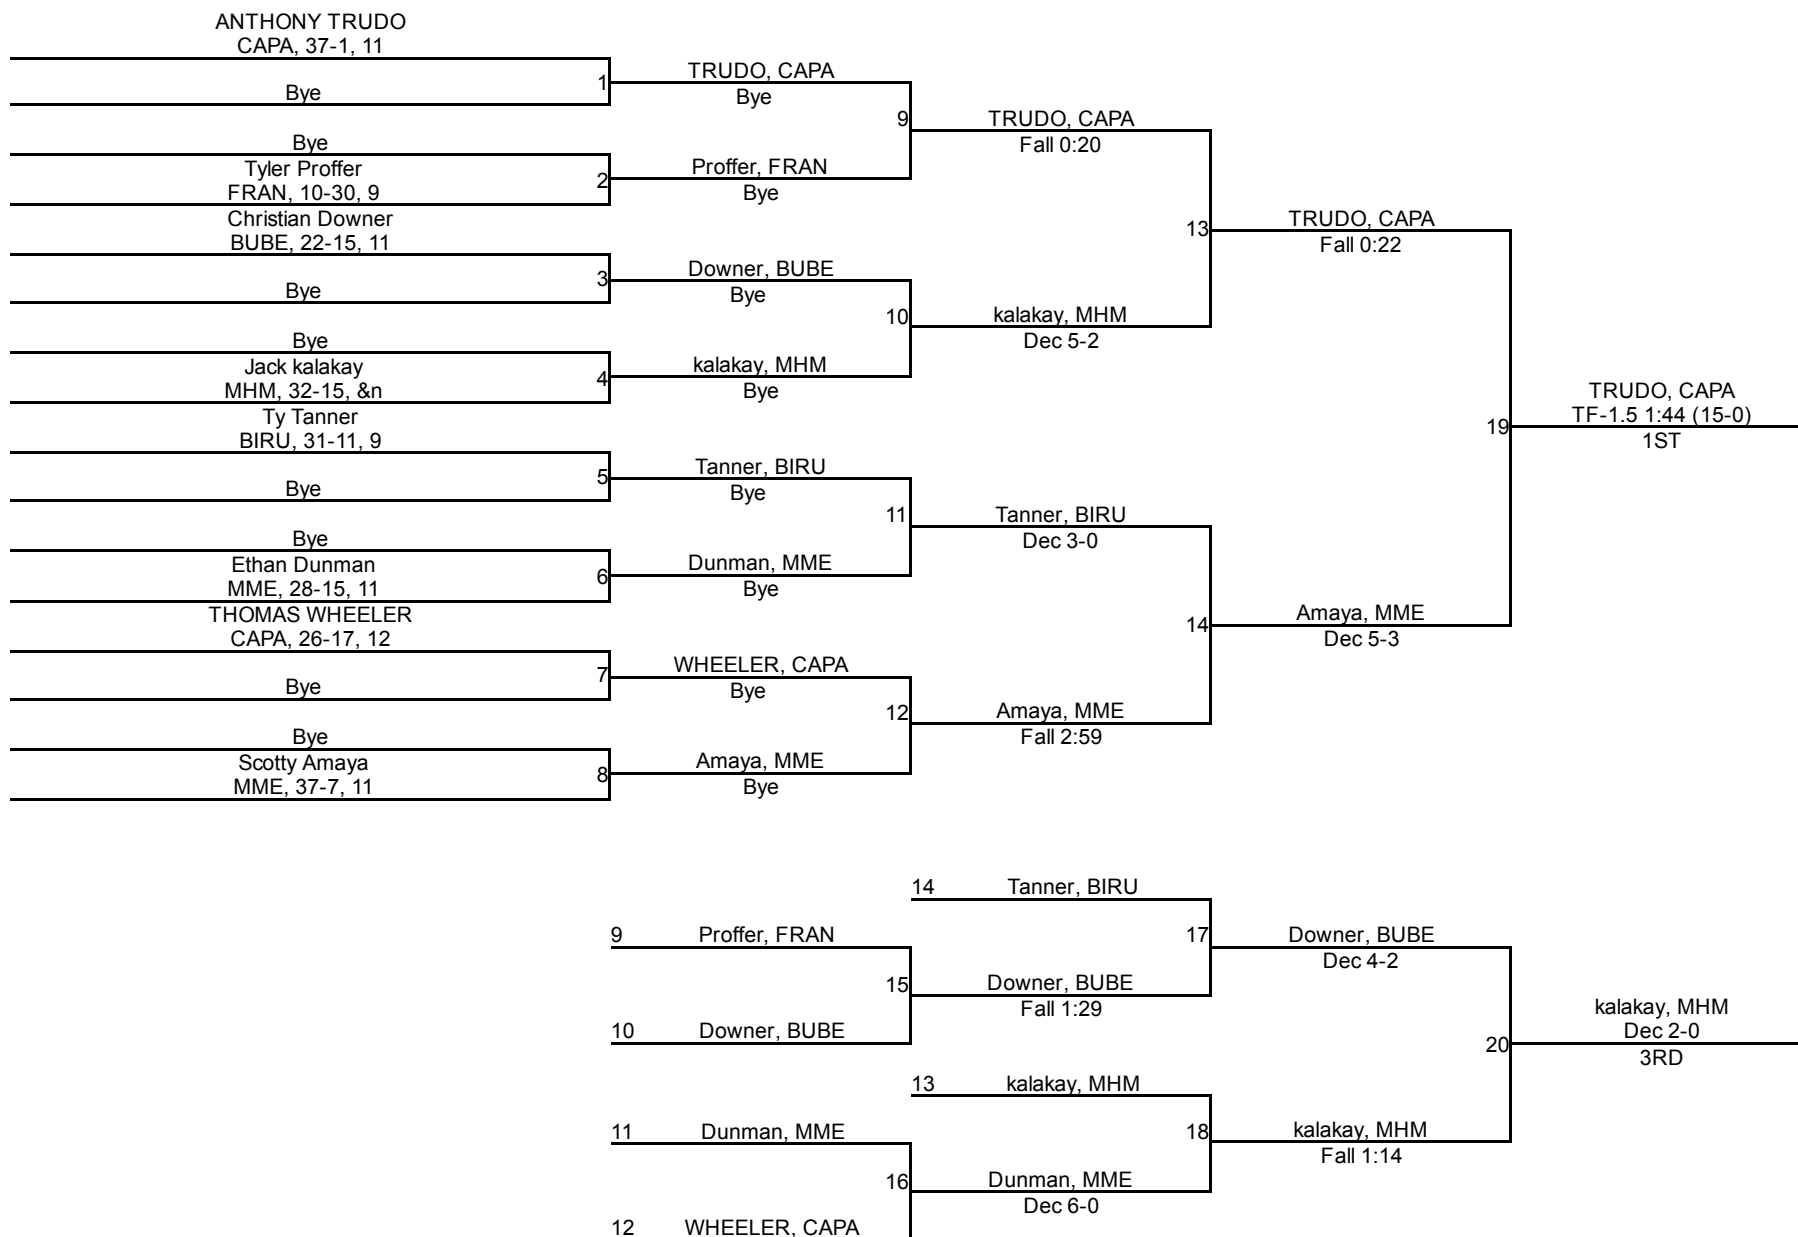 ANTHONY TRUDO
CAPA, 37-1, 11
1
TRUDO, CAPA
Bye
Bye
9
TRUDO, CAPA
Fall 0:20
Bye
Tyler Proffer
FRAN, 10-30, 9
2
Proffer, FRAN
Bye
Christian Downer
BUBE, 22-15, 11
13
TRUDO, CAPA
Fall 0:22
3
Downer, BUBE
Bye
Bye
10
kalakay, MHM
Dec 5-2
Bye
Jack kalakay
MHM, 32-15, &n
4
kalakay, MHM
Bye
Ty Tanner
BIRU, 31-11, 9
19
TRUDO, CAPA
TF-1.5 1:44 (15-0)
1ST
5
Tanner, BIRU
Bye
Bye
11
Tanner, BIRU
Dec 3-0
Bye
Ethan Dunman
MME, 28-15, 11
6
Dunman, MME
Bye
THOMAS WHEELER
CAPA, 26-17, 12
14
Amaya, MME
Dec 5-3
7
WHEELER, CAPA
Bye
Bye
12
Amaya, MME
Fall 2:59
Bye
Scotty Amaya
MME, 37-7, 11
8
Amaya, MME
Bye
14 Tanner, BIRU
9 Proffer, FRAN
17
Downer, BUBE
Dec 4-2
15
Downer, BUBE
Fall 1:29
10 Downer, BUBE
20
kalakay, MHM
Dec 2-0
3RD
13 kalakay, MHM
11 Dunman, MME
18
kalakay, MHM
Fall 1:14
16
Dunman, MME
Dec 6-0
12 WHEELER, CAPA